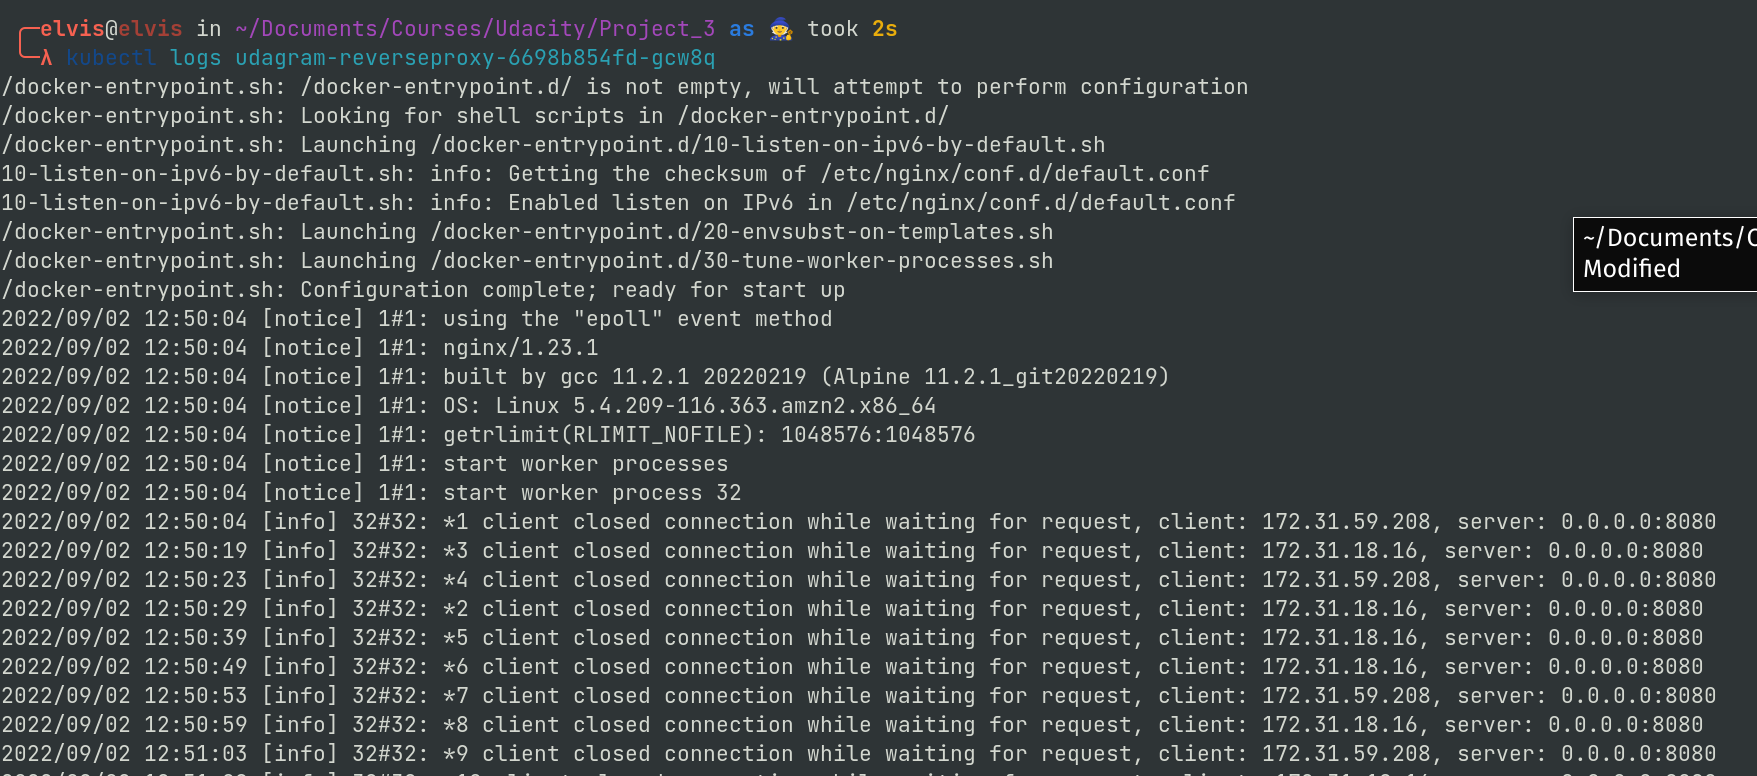 elvis@elvis in ~/Documents/Courses/Udacity/Project_3 as 🧙 took 2s
λ kubectl logs udagram-reverseproxy-6698b854fd-gcw8q
/docker-entrypoint.sh: /docker-entrypoint.d/ is not empty, will attempt to perform configuration
/docker-entrypoint.sh: Looking for shell scripts in /docker-entrypoint.d/
/docker-entrypoint.sh: Launching /docker-entrypoint.d/10-listen-on-ipv6-by-default.sh
10-listen-on-ipv6-by-default.sh: info: Getting the checksum of /etc/nginx/conf.d/default.conf
10-listen-on-ipv6-by-default.sh: info: Enabled listen on IPv6 in /etc/nginx/conf.d/default.conf
/docker-entrypoint.sh: Launching /docker-entrypoint.d/20-envsubst-on-templates.sh
~/Documents/C
/docker-entrypoint.sh: Launching /docker-entrypoint.d/30-tune-worker-processes.sh
Modified
/docker-entrypoint.sh: Configuration complete; ready for start up
2022/09/02 12:50:04 [notice] 1#1: using the "epoll" event method
2022/09/02 12:50:04 [notice] 1#1: nginx/1.23.1
2022/09/02 12:50:04 [notice] 1#1: built by gcc 11.2.1 20220219 (Alpine 11.2.1_git20220219)
2022/09/02 12:50:04 [notice] 1#1: OS: Linux 5.4.209-116.363.amzn2.x86_64
2022/09/02 12:50:04 [notice] 1#1: getrlimit(RLIMIT_NOFILE): 1048576:1048576
2022/09/02 12:50:04 [notice] 1#1: start worker processes
2022/09/02 12:50:04 [notice] 1#1: start worker process 32
2022/09/02 12:50:04 [info] 32#32: *1 client closed connection while waiting for request, client: 172.31.59.208, server: 0.0.0.0:8080
2022/09/02 12:50:19 [info] 32#32: *3 client closed connection while waiting for request, client: 172.31.18.16, server: 0.0.0.0:8080
2022/09/02 12:50:23 [info] 32#32: *4 client closed connection while waiting for request, client: 172.31.59.208, server: 0.0.0.0:8080
2022/09/02 12:50:29 [info] 32#32: *2 client closed connection while waiting for request, client: 172.31.18.16, server: 0.0.0.0:8080
2022/09/02 12:50:39 [info] 32#32: *5 client closed connection while waiting for request, client: 172.31.18.16, server: 0.0.0.0:8080
2022/09/02 12:50:49 [info] 32#32: *6 client closed connection while waiting for request, client: 172.31.18.16, server: 0.0.0.0:8080
2022/09/02 12:50:53 [info] 32#32: *7 client closed connection while waiting for request, client: 172.31.59.208, server: 0.0.0.0:8080
2022/09/02 12:50:59 [info] 32#32: *8 client closed connection while waiting for request, client: 172.31.18.16, server: 0.0.0.0:8080
2022/09/02 12:51:03 [info] 32#32: *9 client closed connection while waiting for request, client: 172.31.59.208, server: 0.0.0.0:8080